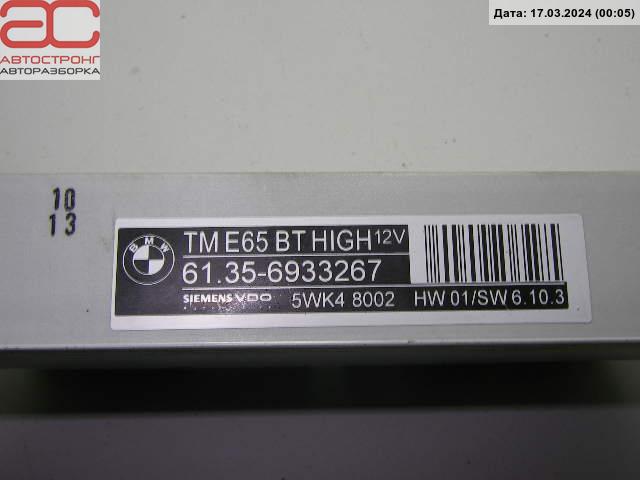 Дата: 17.03.2024 (00:05)
АС
АВТОСТРОНГ
АВТОРАЗБОРКА
10
13
BMW
TM E65 BT HIGH 12V
61.35-6933267
SIEMENS VDO 5WK4 8002 HW 01/SW 6.10.3